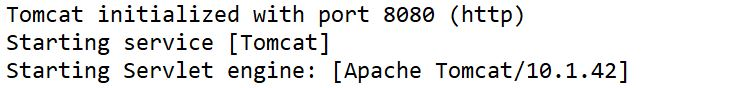 Tomcat initialized with port 8080 (http)
Starting service [Tomcat]
Starting Servlet engine: [Apache Tomcat/10.1.42]